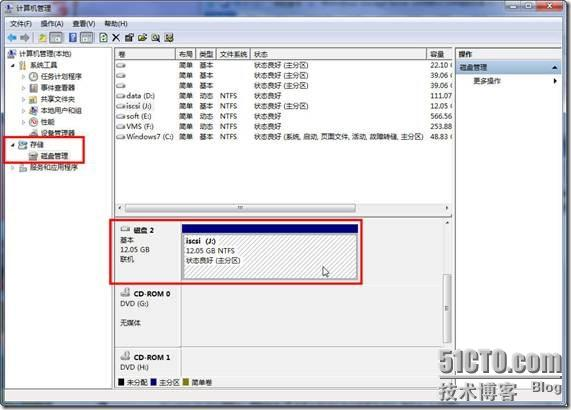 计算机管理
文件(F) 操作(A) 查看(V) 帮助(H)
计算机管理(本地)
系统工具
任务计划程序
事件查看器
共享文件夹
本地用户和组
性能
设备管理器
存储
磁盘管理
服务和应用程序
卷 布局 类型 文件系统 状态 容量
简单 基本 状态良好 (主分区) 22.10 G
简单 基本 状态良好 (主分区) 39.06 G
简单 基本 状态良好 (主分区) 39.06 G
data (D:) 简单 动态 NTFS 状态良好 111.07
iscsi (J:) 简单 基本 NTFS 状态良好 (主分区) 12.05 G
soft (E:) 简单 动态 NTFS 状态良好 566.56
VMS (F:) 简单 动态 NTFS 状态良好 253.88
Windows7 (C:) 简单 基本 NTFS 状态良好 (系统, 启动, 页面文件, 活动, 故障转储, 主分区) 48.83 G
操作
磁盘管理
更多操作
磁盘 2
基本
12.05 GB
联机
iscsi (J:)
12.05 GB NTFS
状态良好 (主分区)
CD-ROM 0
DVD (G:)
无媒体
CD-ROM 1
DVD (H:)
未分配 主分区 简单卷
51CTO.com
技术博客 Blog